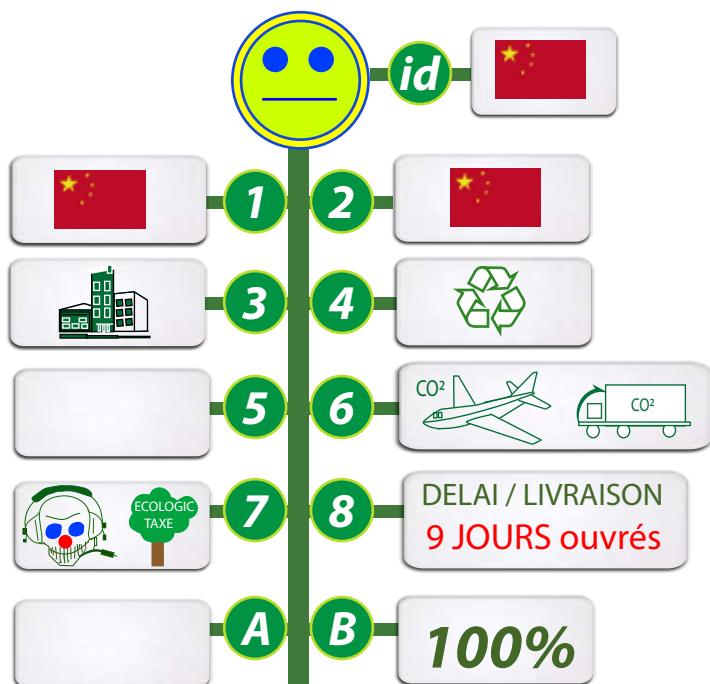 id
1
2
3
4
5
6
CO²
CO²
7
ECOLOGIC
TAXE
8
DELAI / LIVRAISON
9 JOURS ouvrés
A
B
100%